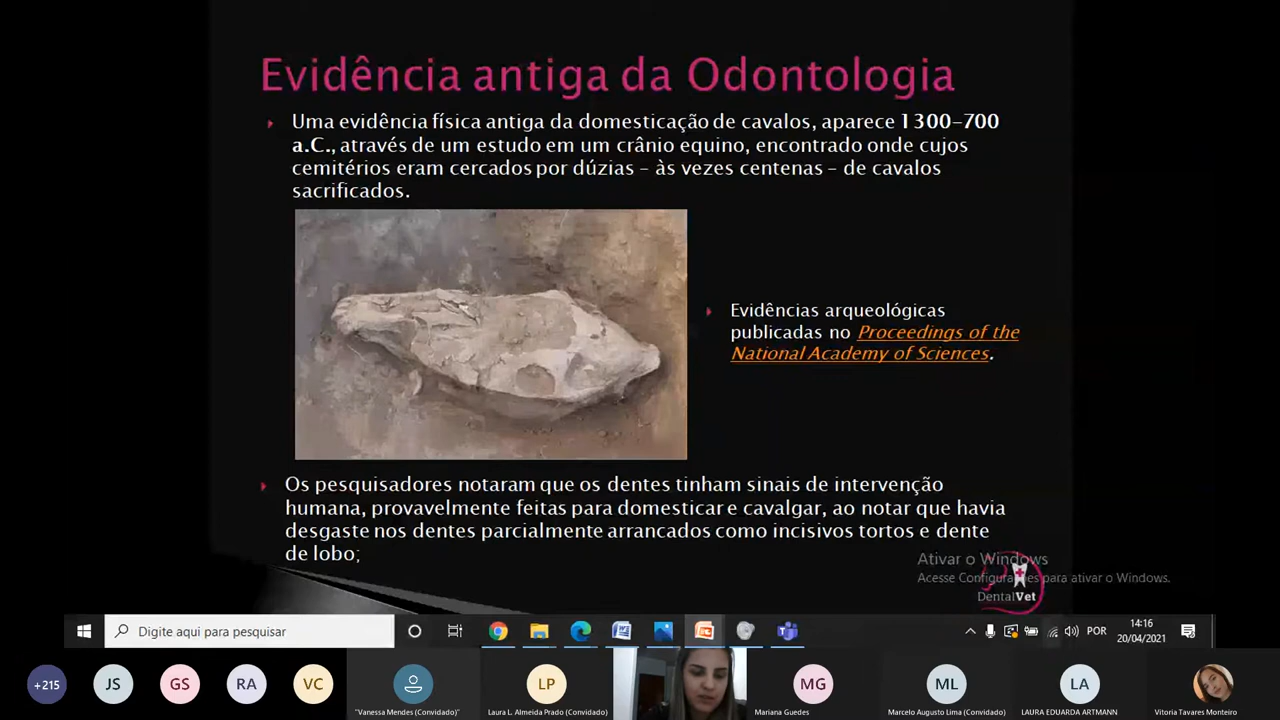 Evidência antiga da Odontologia
Uma evidência física antiga da domesticação de cavalos, aparece 1300-700
a.C., através de um estudo em um crânio equino, encontrado onde cujos
cemitérios eram cercados por dúzias – às vezes centenas – de cavalos
sacrificados.
Evidências arqueológicas
publicadas no Proceedings of the
National Academy of Sciences.
Os pesquisadores notaram que os dentes tinham sinais de intervenção
humana, provavelmente feitas para domesticar e cavalgar, ao notar que havia
desgaste nos dentes parcialmente arrancados como incisivos tortos e dente
de lobo;
Ativar o Windows
Acesse Configurações para ativar o Windows.
DentalVet
Digite aqui para pesquisar
POR
14:16
20/04/2021
+215
JS
GS
RA
VC
LP
MG
ML
LA
"Vanessa Mendes (Convidado)"
Laura L. Almeida Prado (Convidado)
Mariana Guedes
Marcelo Augusto Lima (Convidado)
LAURA EDUARDA ARTMANN
Vitoria Tavares Monteiro